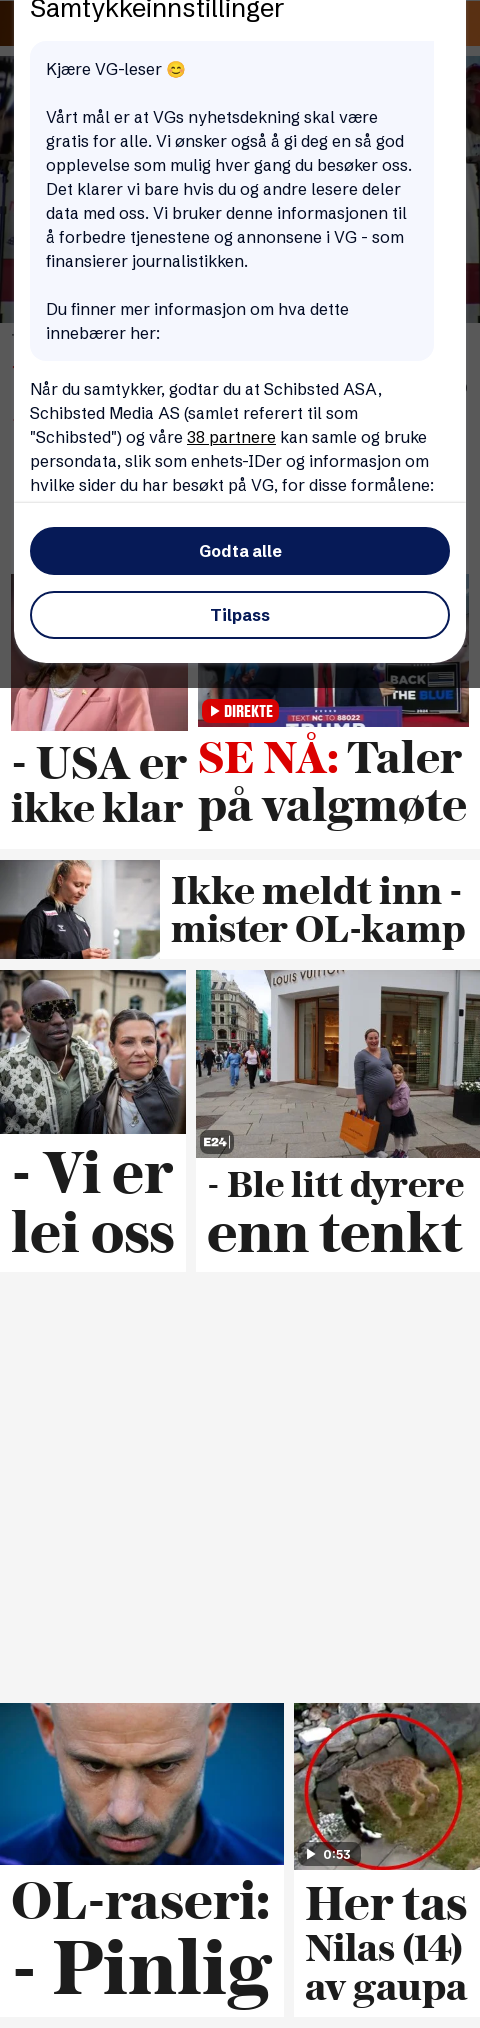 Samtykkeinnstillinger
Kjære VG-leser 😊
Vårt mål er at VGs nyhetsdekning skal være
gratis for alle. Vi ønsker også å gi deg en så god
opplevelse som mulig hver gang du besøker oss.
Det klarer vi bare hvis du og andre lesere deler
data med oss. Vi bruker denne informasjonen til
å forbedre tjenestene og annonsene i VG - som
finansierer journalistikken.
Du finner mer informasjon om hva dette
innebærer her:
Når du samtykker, godtar du at Schibsted ASA,
Schibsted Media AS (samlet referert til som
"Schibsted") og våre 38 partnere kan samle og bruke
persondata, slik som enhets-IDer og informasjon om
hvilke sider du har besøkt på VG, for disse formålene:
Godta alle
Tilpass
BACK
THE BLUE
DIREKTE
TEXT NC TO 88022
TRUMP
- USA er
ikke klar
SE NÅ: Taler
på valgmøte
Ikke meldt inn -
mister OL-kamp
LOUIS VUITTON
E24
- Vi er
lei oss
- Ble litt dyrere
enn tenkt
0:53
OL-raseri:
- Pinlig
Her tas
Nilas (14)
av gaupa